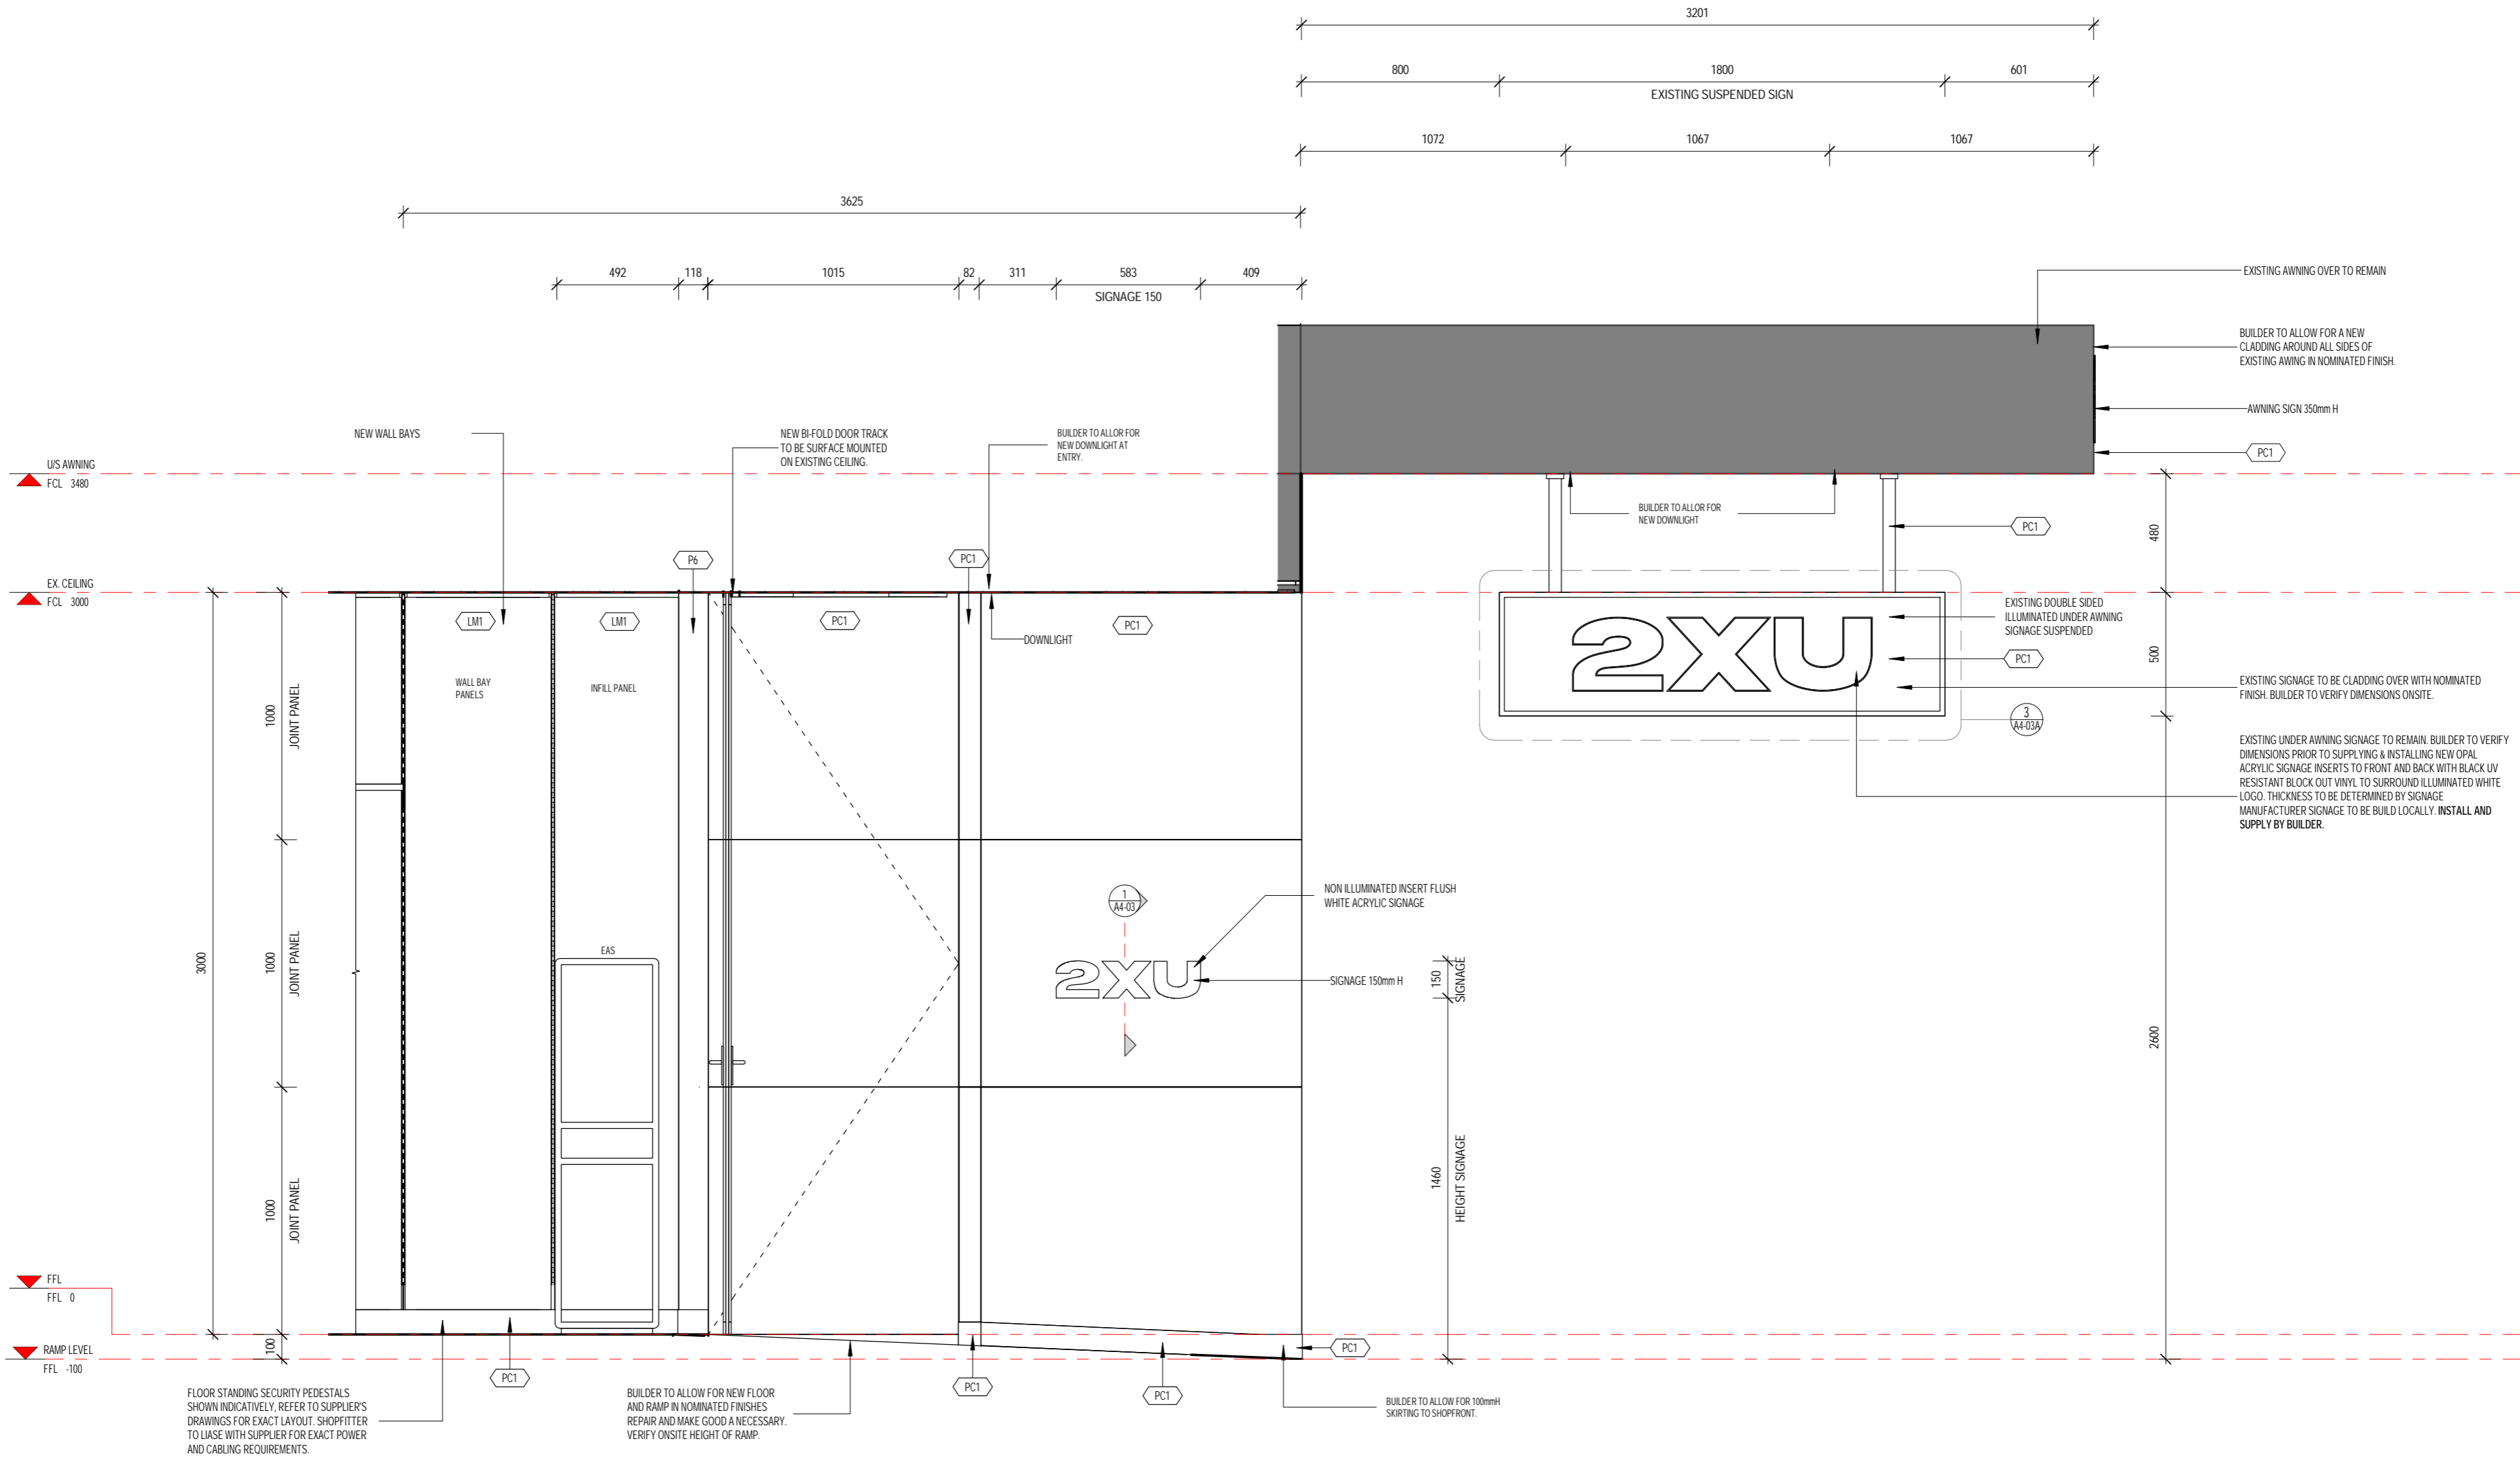 3201
800
1800
601
EXISTING SUSPENDED SIGN
1072
1067
1067
3625
492
118
1015
82
311
583
409
SIGNAGE 150
EXISTING AWNING OVER TO REMAIN
BUILDER TO ALLOW FOR A NEW
CLADDING AROUND ALL SIDES OF
EXISTING AWING IN NOMINATED FINISH.
AWNING SIGN 350mm H
PC1
NEW WALL BAYS
NEW BI-FOLD DOOR TRACK
TO BE SURFACE MOUNTED
ON EXISTING CEILING.
BUILDER TO ALLOR FOR
NEW DOWNLIGHT AT
ENTRY.
U/S AWNING
FCL 3480
BUILDER TO ALLOR FOR
NEW DOWNLIGHT
PC1
480
P6
PC1
EX. CEILING
FCL 3000
LM1
LM1
PC1
PC1
DOWNLIGHT
2XU
EXISTING DOUBLE SIDED
ILLUMINATED UNDER AWNING
SIGNAGE SUSPENDED
PC1
500
WALL BAY
PANELS
INFILL PANEL
EXISTING SIGNAGE TO BE CLADDING OVER WITH NOMINATED
FINISH. BUILDER TO VERIFY DIMENSIONS ONSITE.
3
A4-03A
1000
JOINT PANEL
EXISTING UNDER AWNING SIGNAGE TO REMAIN. BUILDER TO VERIFY
DIMENSIONS PRIOR TO SUPPLYING & INSTALLING NEW OPAL
ACRYLIC SIGNAGE INSERTS TO FRONT AND BACK WITH BLACK UV
RESISTANT BLOCK OUT VINYL TO SURROUND ILLUMINATED WHITE
LOGO. THICKNESS TO BE DETERMINED BY SIGNAGE
MANUFACTURER SIGNAGE TO BE BUILD LOCALLY. INSTALL AND
SUPPLY BY BUILDER.
1
A4-03
NON ILLUMINATED INSERT FLUSH
WHITE ACRYLIC SIGNAGE
3000
1000
JOINT PANEL
EAS
2XU
SIGNAGE 150mm H
150
SIGNAGE
2600
1000
JOINT PANEL
1460
HEIGHT SIGNAGE
FFL
FFL 0
100
RAMP LEVEL
FFL -100
PC1
PC1
PC1
PC1
FLOOR STANDING SECURITY PEDESTALS
SHOWN INDICATIVELY, REFER TO SUPPLIER'S
DRAWINGS FOR EXACT LAYOUT. SHOPFITTER
TO LIASE WITH SUPPLIER FOR EXACT POWER
AND CABLING REQUIREMENTS.
BUILDER TO ALLOW FOR NEW FLOOR
AND RAMP IN NOMINATED FINISHES
REPAIR AND MAKE GOOD A NECESSARY.
VERIFY ONSITE HEIGHT OF RAMP.
BUILDER TO ALLOW FOR 100mmH
SKIRTING TO SHOPFRONT.